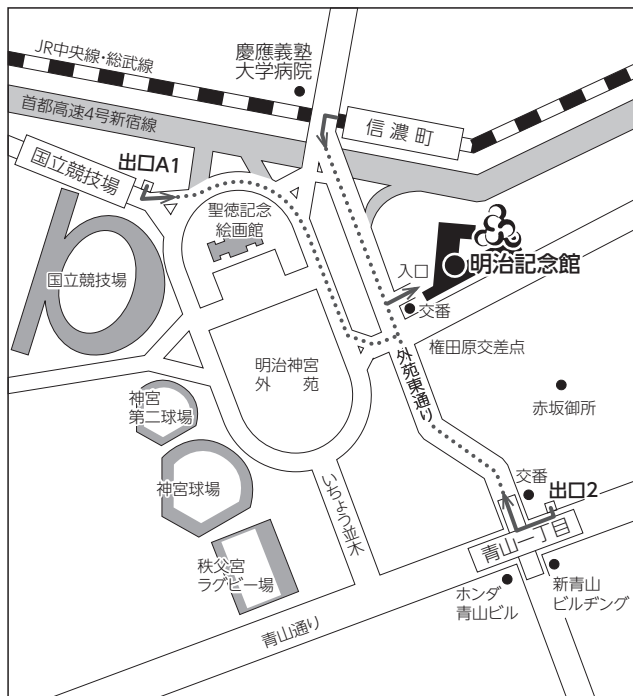 JR中央線・総武線
慶應義塾
大学病院
首都高速4号新宿線
信濃町
国立競技場
出口A1
聖徳記念
絵画館
国立競技場
入口
明治記念館
交番
権田原交差点
明治神宮
外苑
外苑東通り
赤坂御所
神宮
第二球場
神宮球場
いちょう並木
交番
出口2
青山一丁目
秩父宮
ラグビー場
青山通り
ホンダ
青山ビル
新青山
ビルヂング